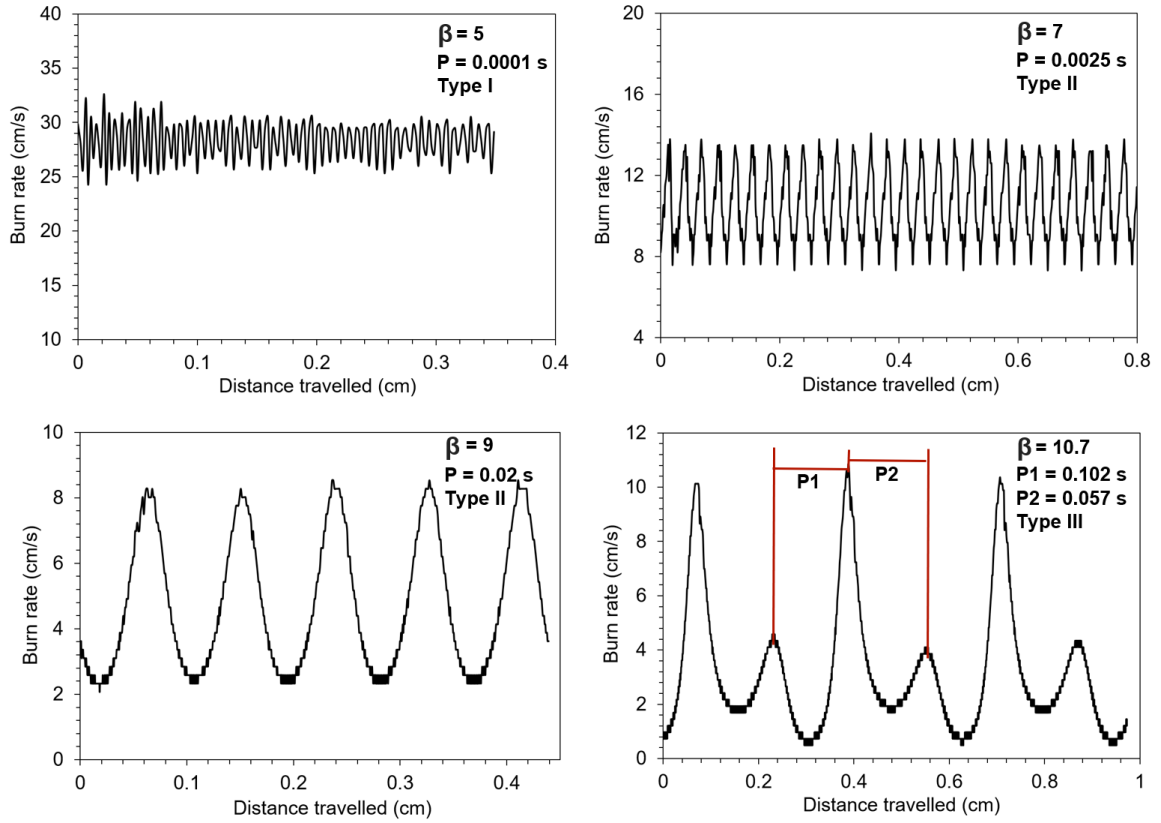 40
35
30
25
20
15
10
Burn rate (cm/s)
β = 5
P = 0.0001 s
Type I
0
0.1
0.2
0.3
0.4
Distance travelled (cm)
20
16
12
8
4
Burn rate (cm/s)
β = 7
P = 0.0025 s
Type II
0
0.2
0.4
0.6
0.8
Distance travelled (cm)
10
8
6
4
2
0
Burn rate (cm/s)
β = 9
P = 0.02 s
Type II
0
0.1
0.2
0.3
0.4
Distance travelled (cm)
12
10
8
6
4
2
0
Burn rate (cm/s)
P1
P2
β = 10.7
P1 = 0.102 s
P2 = 0.057 s
Type III
0
0.2
0.4
0.6
0.8
1
Distance travelled (cm)